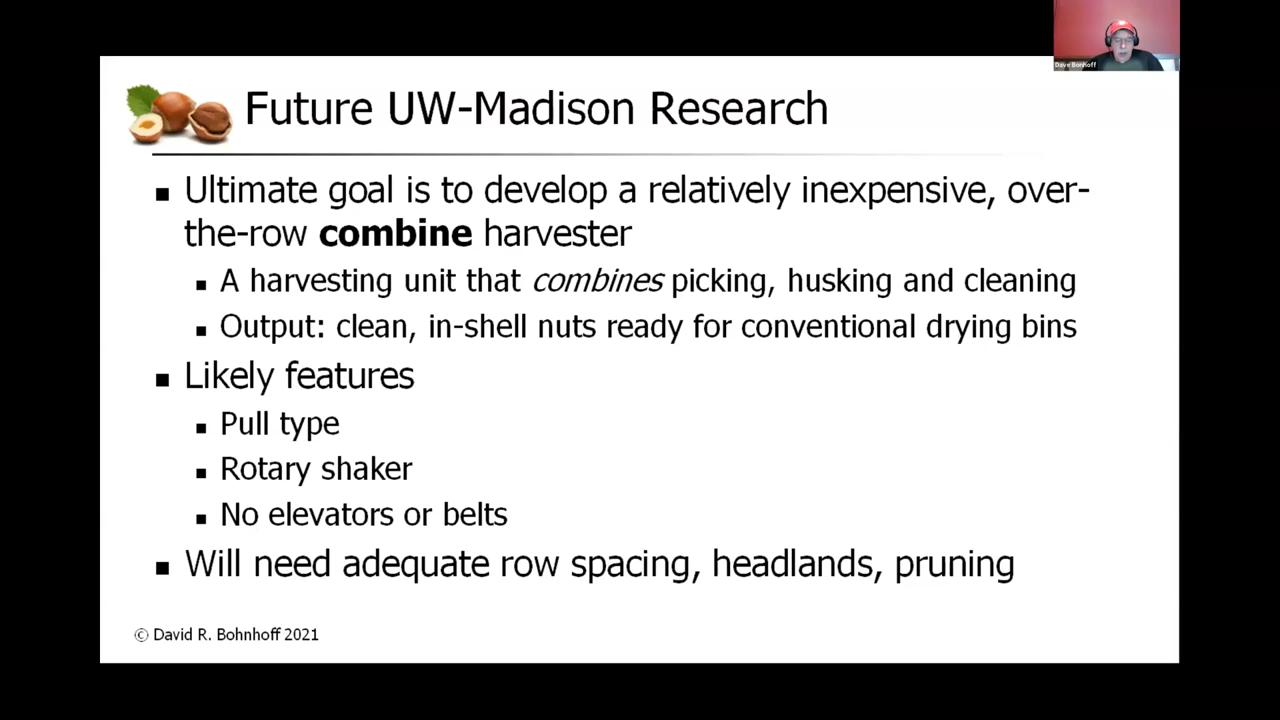 Dave Bohnhoff
Future UW-Madison Research
▪ Ultimate goal is to develop a relatively inexpensive, over-
the-row combine harvester
▪ A harvesting unit that combines picking, husking and cleaning
▪ Output: clean, in-shell nuts ready for conventional drying bins
▪ Likely features
▪ Pull type
▪ Rotary shaker
▪ No elevators or belts
▪ Will need adequate row spacing, headlands, pruning
© David R. Bohnhoff 2021